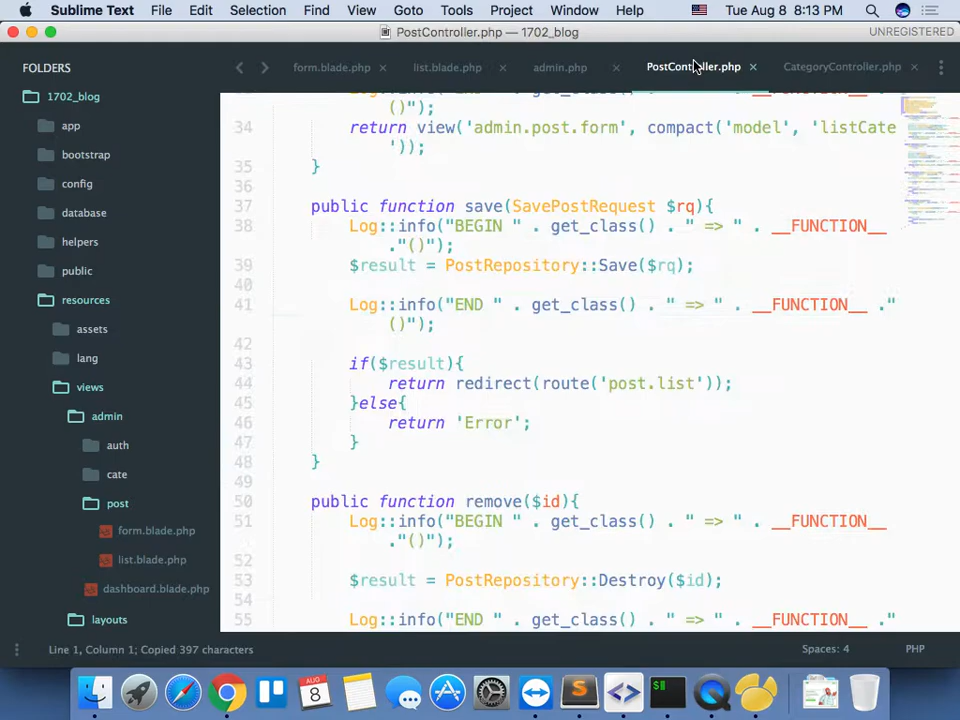 Sublime Text File Edit Selection Find View Goto Tools Project Window Help Tue Aug 8 8:13 PM
PostController.php — 1702_blog UNREGISTERED
FOLDERS
1702_blog
app
bootstrap
config
database
helpers
public
resources
assets
lang
views
admin
auth
cate
post
form.blade.php
list.blade.php
dashboard.blade.php
layouts
form.blade.php × list.blade.php × admin.php × PostController.php × CategoryController.php ×
()");
34 return view('admin.post.form', compact('model', 'listCate
'));
35 }
36
37 public function save(SavePostRequest $rq){
38 Log::info("BEGIN " . get_class() . " => " . __FUNCTION__
."()");
39 $result = PostRepository::Save($rq);
40
41 Log::info("END " . get_class() . " => " . __FUNCTION__ ."
()");
42
43 if($result){
44 return redirect(route('post.list'));
45 }else{
46 return 'Error';
47 }
48 }
49
50 public function remove($id){
51 Log::info("BEGIN " . get_class() . " => " . __FUNCTION__
."()");
52
53 $result = PostRepository::Destroy($id);
54
55 Log::info("END " . get_class() . " => " . __FUNCTION__ ."
Line 1, Column 1; Copied 397 characters Spaces: 4 PHP
AUG
8